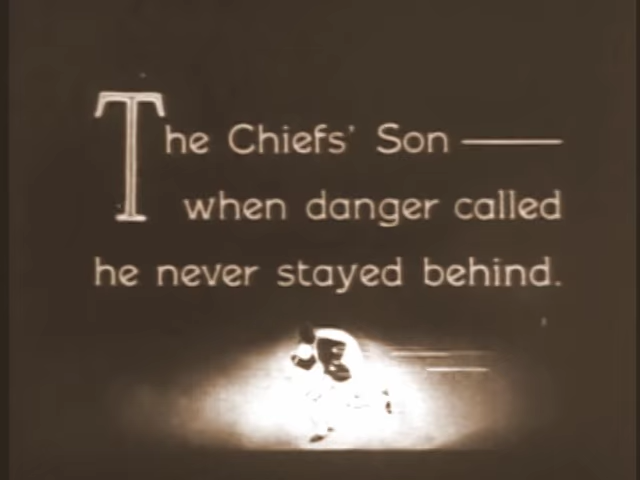 The Chiefs' Son ——
when danger called
he never stayed behind.